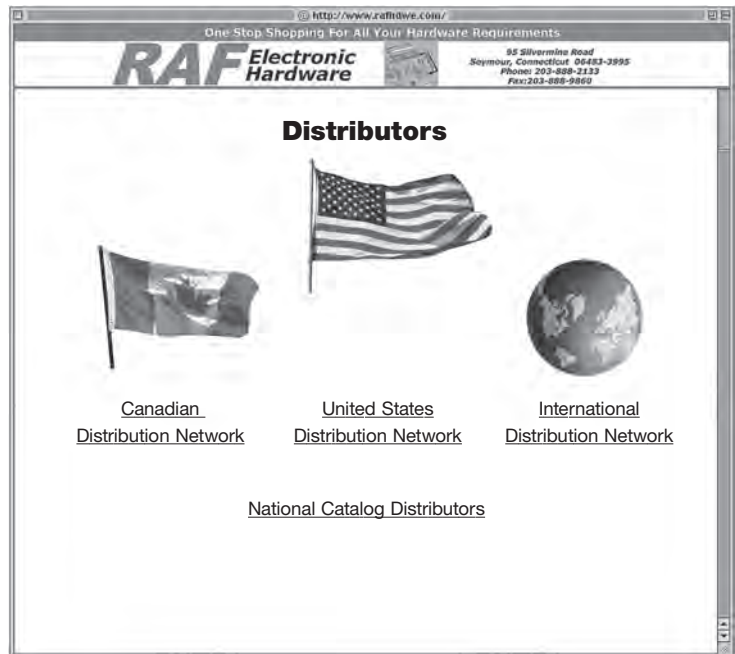 http://www.rafhdwe.com/
One Stop Shopping For All Your Hardware Requirements
RAF Electronic
Hardware
95 Silvermine Road
Seymour, Connecticut 06483-3995
Phone: 203-888-2133
Fax:203-888-9860
Distributors
Canadian
Distribution Network
United States
Distribution Network
International
Distribution Network
National Catalog Distributors